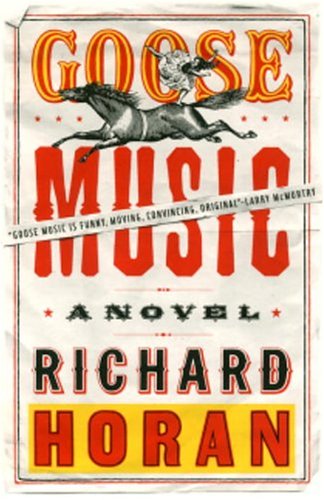 GOOSE
MUSIC
"GOOSE MUSIC IS FUNNY, MOVING, CONVINCING, ORIGINAL"-LARRY MCMURTRY
A NOVEL
RICHARD
HORAN